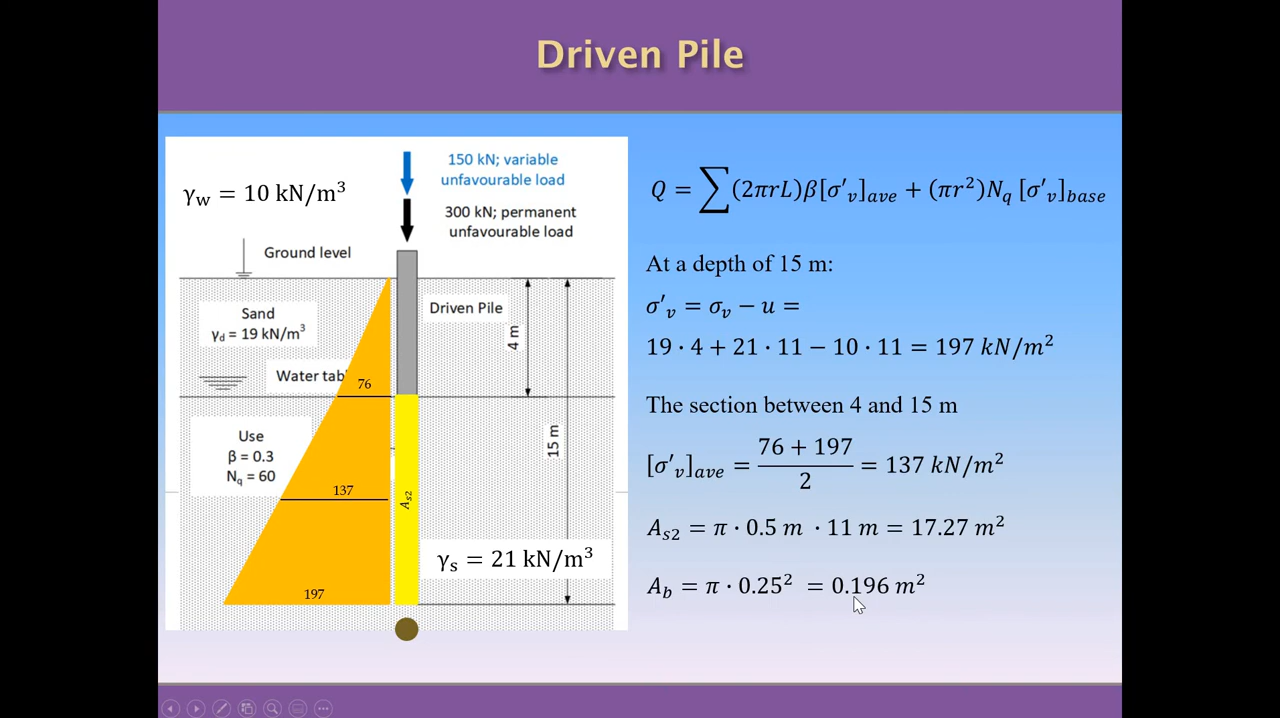 Driven Pile
γw = 10 kN/m³
150 kN; variable
unfavourable load
300 kN; permanent
unfavourable load
Ground level
Sand
γd = 19 kN/m³
Driven Pile
4 m
Water tabl
76
Use
β = 0.3
Nq = 60
15 m
137
As2
γs = 21 kN/m³
197
Q = ∑(2πrL)β[σ′v]ave + (πr²)Nq [σ′v]base
At a depth of 15 m:
σ′v = σv − u =
19 · 4 + 21 · 11 − 10 · 11 = 197 kN/m²
The section between 4 and 15 m
[σ′v]ave = (76 + 197)/2 = 137 kN/m²
As2 = π · 0.5 m · 11 m = 17.27 m²
Ab = π · 0.25² = 0.196 m²